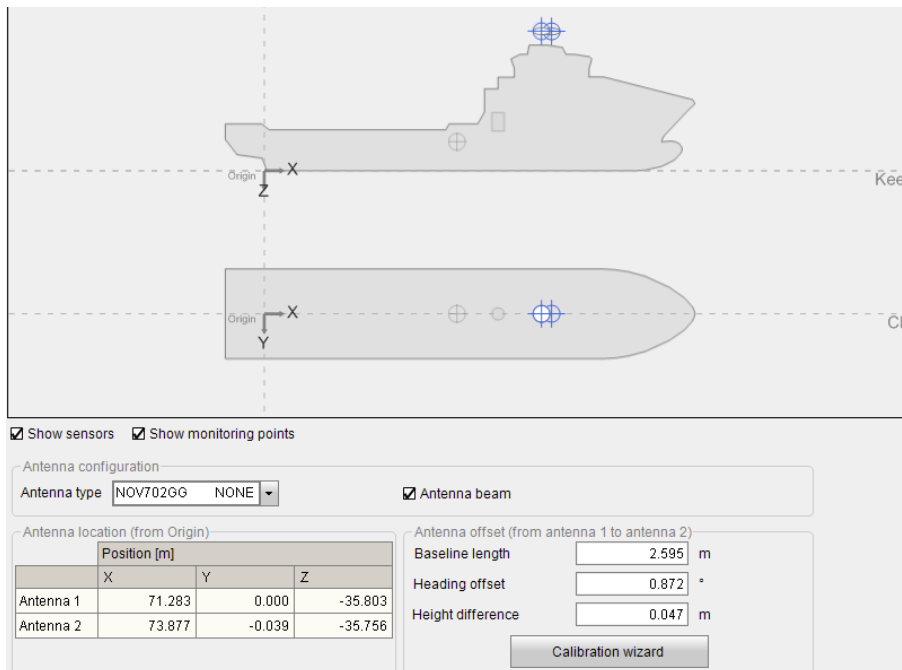 Origin
X
Z
Kee
Origin
X
Y
Cl
Show sensors Show monitoring points
Antenna configuration
Antenna type NOV702GG NONE Antenna beam
Antenna location (from Origin)
Position [m]
X Y Z
Antenna 1 71.283 0.000 -35.803
Antenna 2 73.877 -0.039 -35.756
Antenna offset (from antenna 1 to antenna 2)
Baseline length 2.595 m
Heading offset 0.872 °
Height difference 0.047 m
Calibration wizard